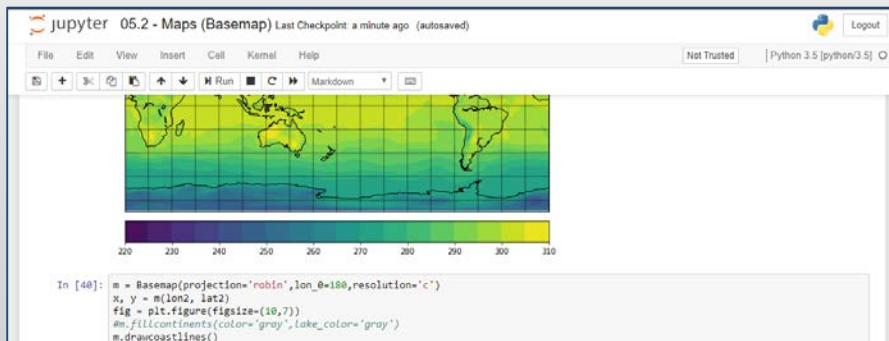 jupyter 05.2 - Maps (Basemap) Last Checkpoint: a minute ago (autosaved) Logout
File Edit View Insert Cell Kernel Help Not Trusted Python 3.5 [python/3.5]
Run Markdown
220 230 240 250 260 270 280 290 300 310
In [40]: m = Basemap(projection='robin',lon_0=180,resolution='c')
x, y = m(lon2, lat2)
fig = plt.figure(figsize=(10,7))
#m.fillcontinents(color='gray',lake_color='gray')
m.drawcoastlines()